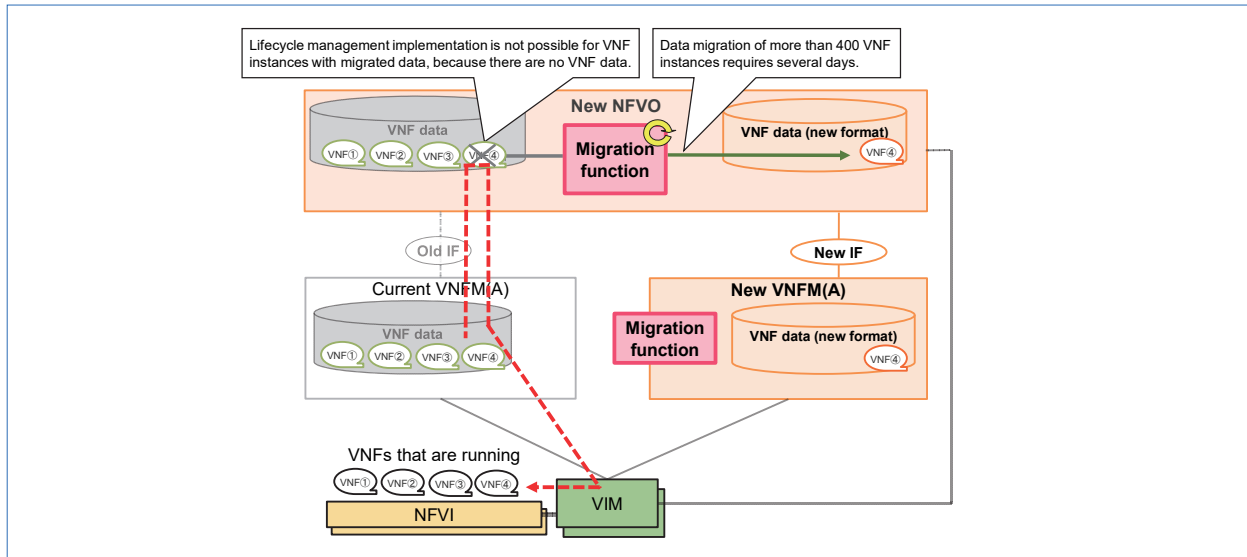 Lifecycle management implementation is not possible for VNF
instances with migrated data, because there are no VNF data.
Data migration of more than 400 VNF
instances requires several days.
New NFVO
VNF data
VNF① VNF② VNF③ VNF④
Migration
function
VNF data (new format)
VNF④
Old IF
New IF
Current VNFM(A)
VNF data
VNF① VNF② VNF③ VNF④
New VNFM(A)
Migration
function
VNF data (new format)
VNF④
VNFs that are running
VNF① VNF② VNF③ VNF④
NFVI
VIM